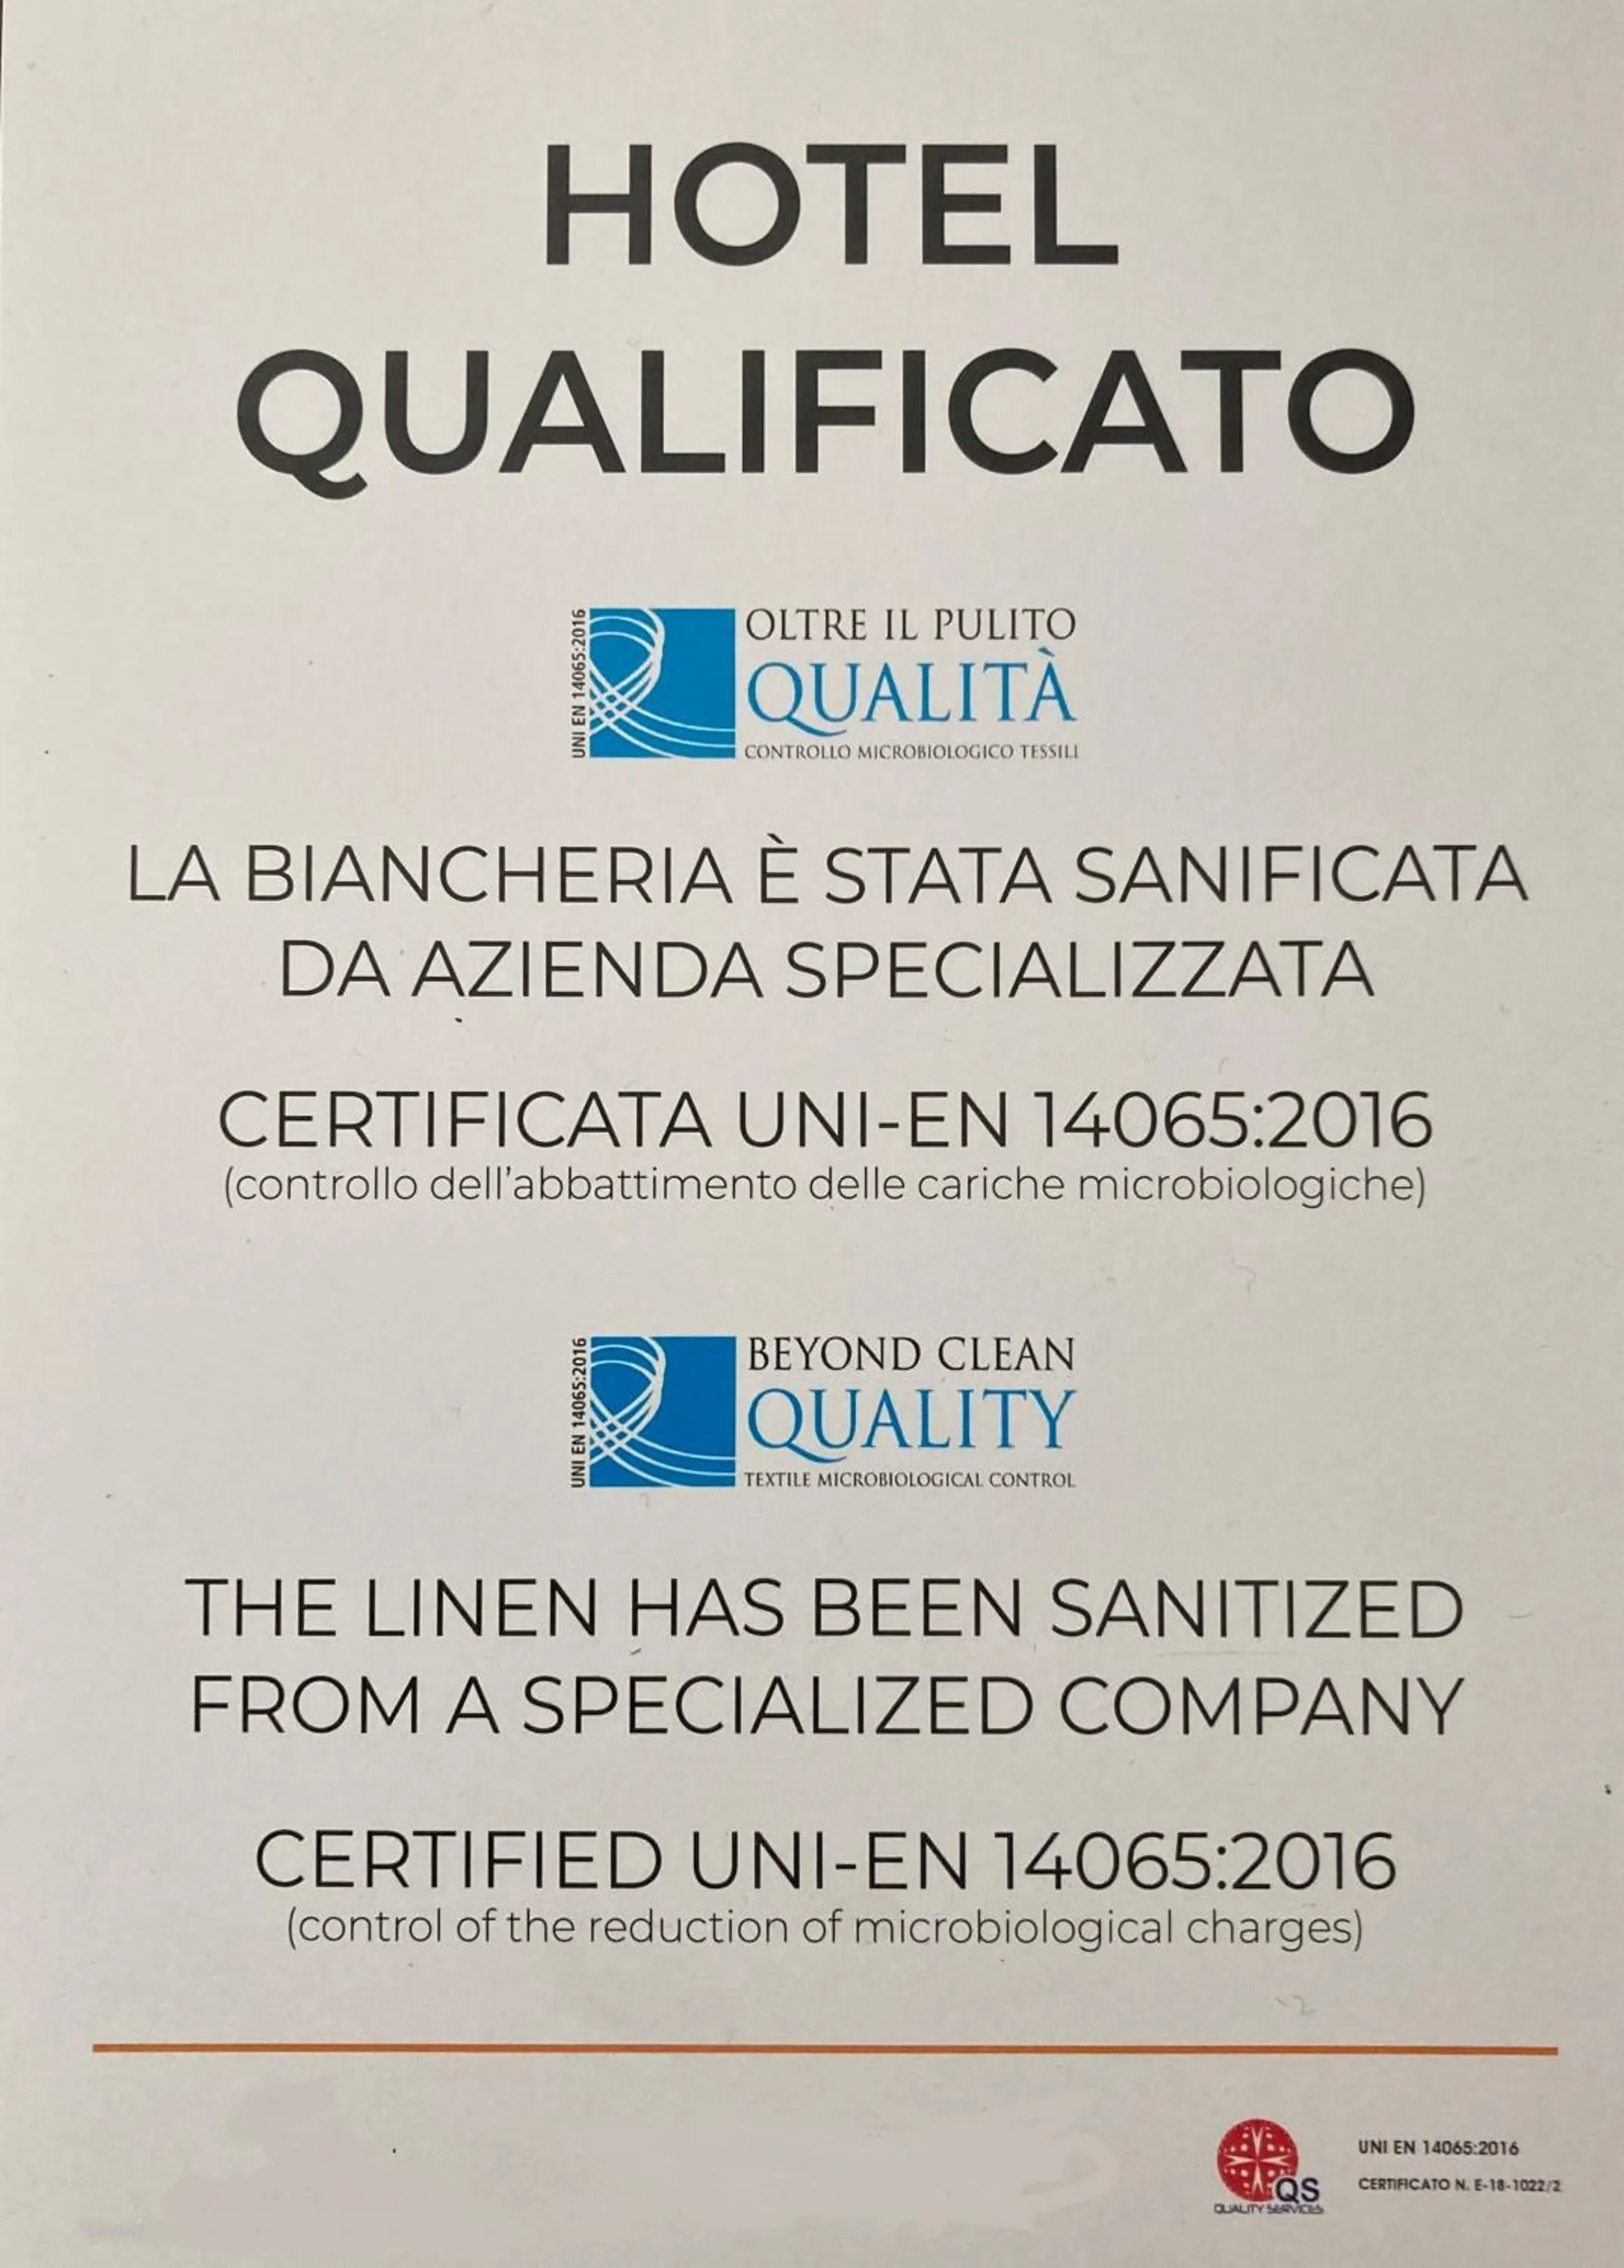 HOTEL
QUALIFICATO
UNI EN 14065:2016
OLTRE IL PULITO
QUALITÀ
CONTROLLO MICROBIOLOGICO TESSILI
LA BIANCHERIA È STATA SANIFICATA
DA AZIENDA SPECIALIZZATA
CERTIFICATA UNI-EN 14065:2016
(controllo dell'abbattimento delle cariche microbiologiche)
UNI EN 14065:2016
BEYOND CLEAN
QUALITY
TEXTILE MICROBIOLOGICAL CONTROL
THE LINEN HAS BEEN SANITIZED
FROM A SPECIALIZED COMPANY
CERTIFIED UNI-EN 14065:2016
(control of the reduction of microbiological charges)
QS
QUALITY SERVICES
UNI EN 14065:2016
CERTIFICATO N. E-18-1022/2